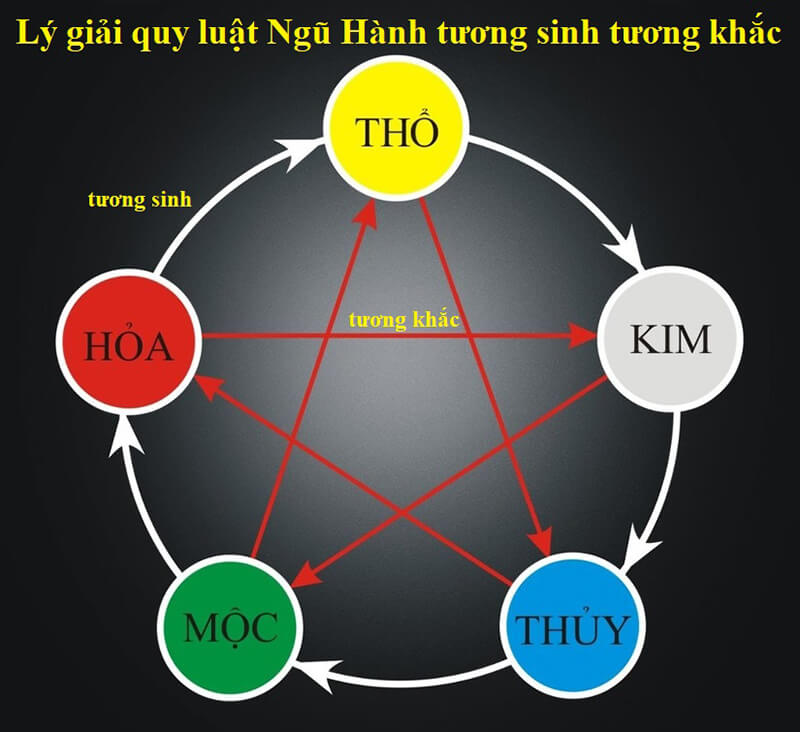 Lý giải quy luật Ngũ Hành tương sinh tương khắc
THỔ
tương sinh
tương khắc
HỎA
KIM
MỘC
THỦY